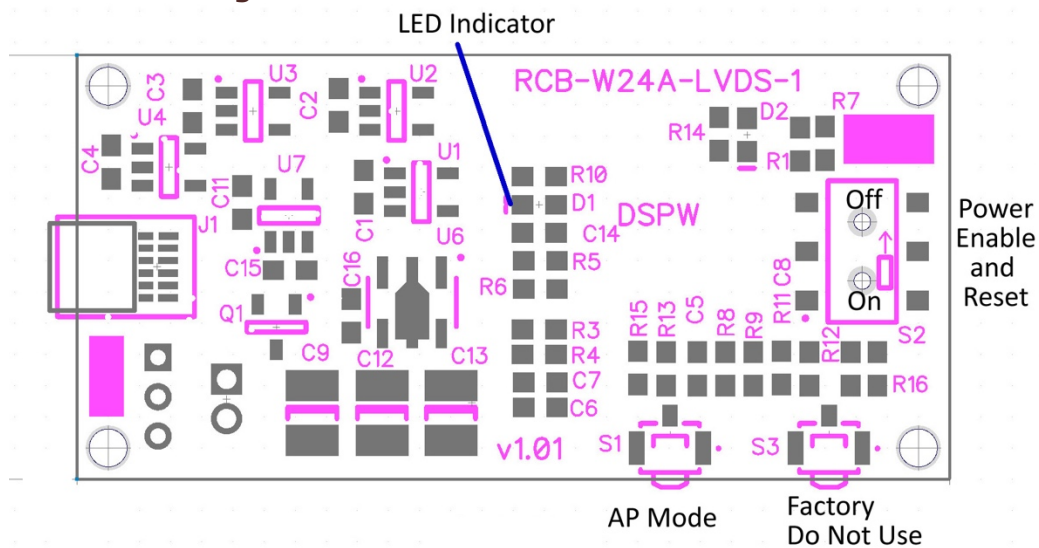 LED Indicator
RCB-W24A-LVDS-1
C3
U3
C2
U2
D2
R7
U4
R14
R1
C4
U7
U1
R10
C11
D1
Off
J1
C1
U6
C14
DSPW
Power
Enable
and
Reset
C15
C16
R5
R6
C8
On
Q1
R3
R15
R13
C5
R8
R9
R11
R12
S2
C9
C12
C13
R4
C7
R16
C6
v1.01
S1
S3
AP Mode
Factory
Do Not Use